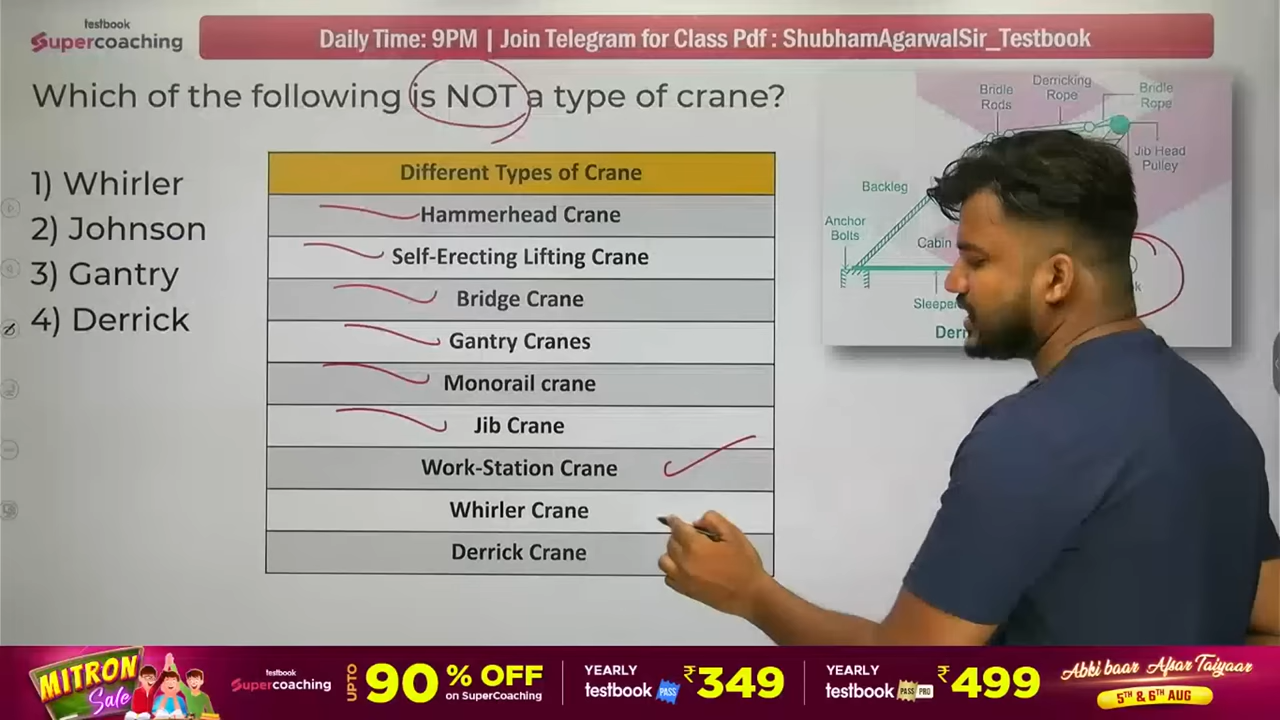 testbook
Supercoaching
Daily Time: 9PM | Join Telegram for Class Pdf : ShubhamAgarwalSir_Testbook
Which of the following is NOT a type of crane?
1) Whirler
2) Johnson
3) Gantry
4) Derrick
Different Types of Crane
Hammerhead Crane
Self-Erecting Lifting Crane
Bridge Crane
Gantry Cranes
Monorail crane
Jib Crane
Work-Station Crane
Whirler Crane
Derrick Crane
Bridle
Rods
Derricking
Rope
Bridle
Rope
Jib Head
Pulley
Backleg
Anchor
Bolts
Cabin
MITRON
Sale
testbook
Supercoaching
UPTO
90 % OFF
on SuperCoaching
YEARLY
testbook PASS
₹349
YEARLY
testbook PASS PRO
₹499
Abki baar Afsar Taiyaar
5TH & 6TH AUG